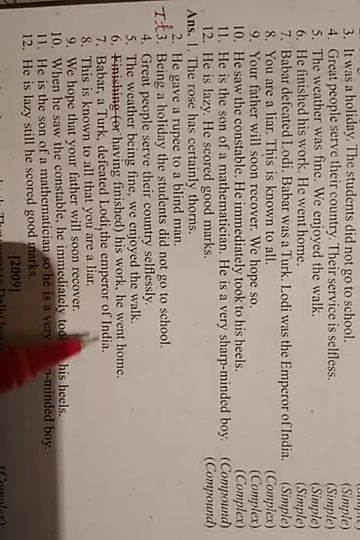 3. It was a holiday. The students did not go to school. (Simple)
4. Great people serve their country. Their service is selfless. (Simple)
5. The weather was fine. We enjoyed the walk. (Simple)
6. He finished his work. He went home. (Simple)
7. Babar defeated Lodi. Babar was a Turk. Lodi was the Emperor of India. (Simple)
8. You are a liar. This is known to all. (Complex)
9. Your father will soon recover. We hope so. (Complex)
10. He saw the constable. He immediately took to his heels. (Complex)
11. He is the son of a mathematician. He is a very sharp-minded boy. (Compound)
12. He is lazy. He scored good marks. (Compound)
Ans. 1. The rose has certainly thorns.
2. He gave a rupee to a blind man.
It 3. Being a holiday the students did not go to school.
4. Great people serve their country selflessly.
5. The weather being fine, we enjoyed the walk.
6. Finishing (or having finished) his work, he went home.
7. Babar, a Turk, defeated Lodi, the emperor of India.
8. This is known to all that you are a liar.
9. We hope that your father will soon recover.
10. When he saw the constable, he immediately took his heels.
11. He is the son of a mathematician so he is a very -minded boy.
12. He is lazy still he scored good marks.
[2009]
(Complex)